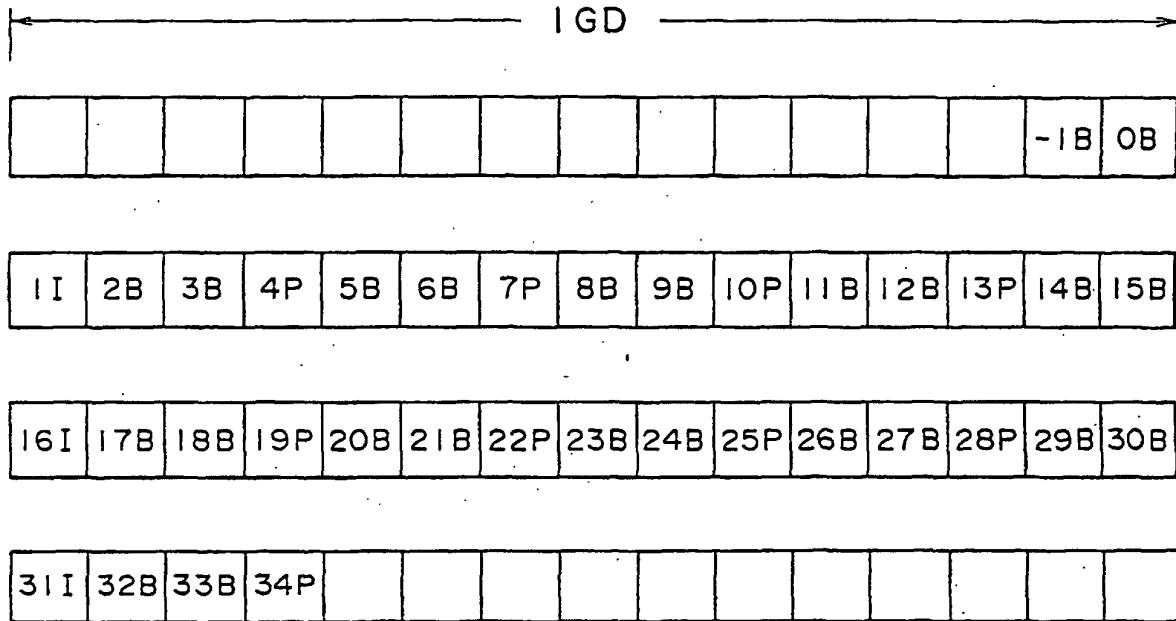 1GD
-1B 0B
1I 2B 3B 4P 5B 6B 7P 8B 9B 10P 11B 12B 13P 14B 15B
16I 17B 18B 19P 20B 21B 22P 23B 24B 25P 26B 27B 28P 29B 30B
31I 32B 33B 34P